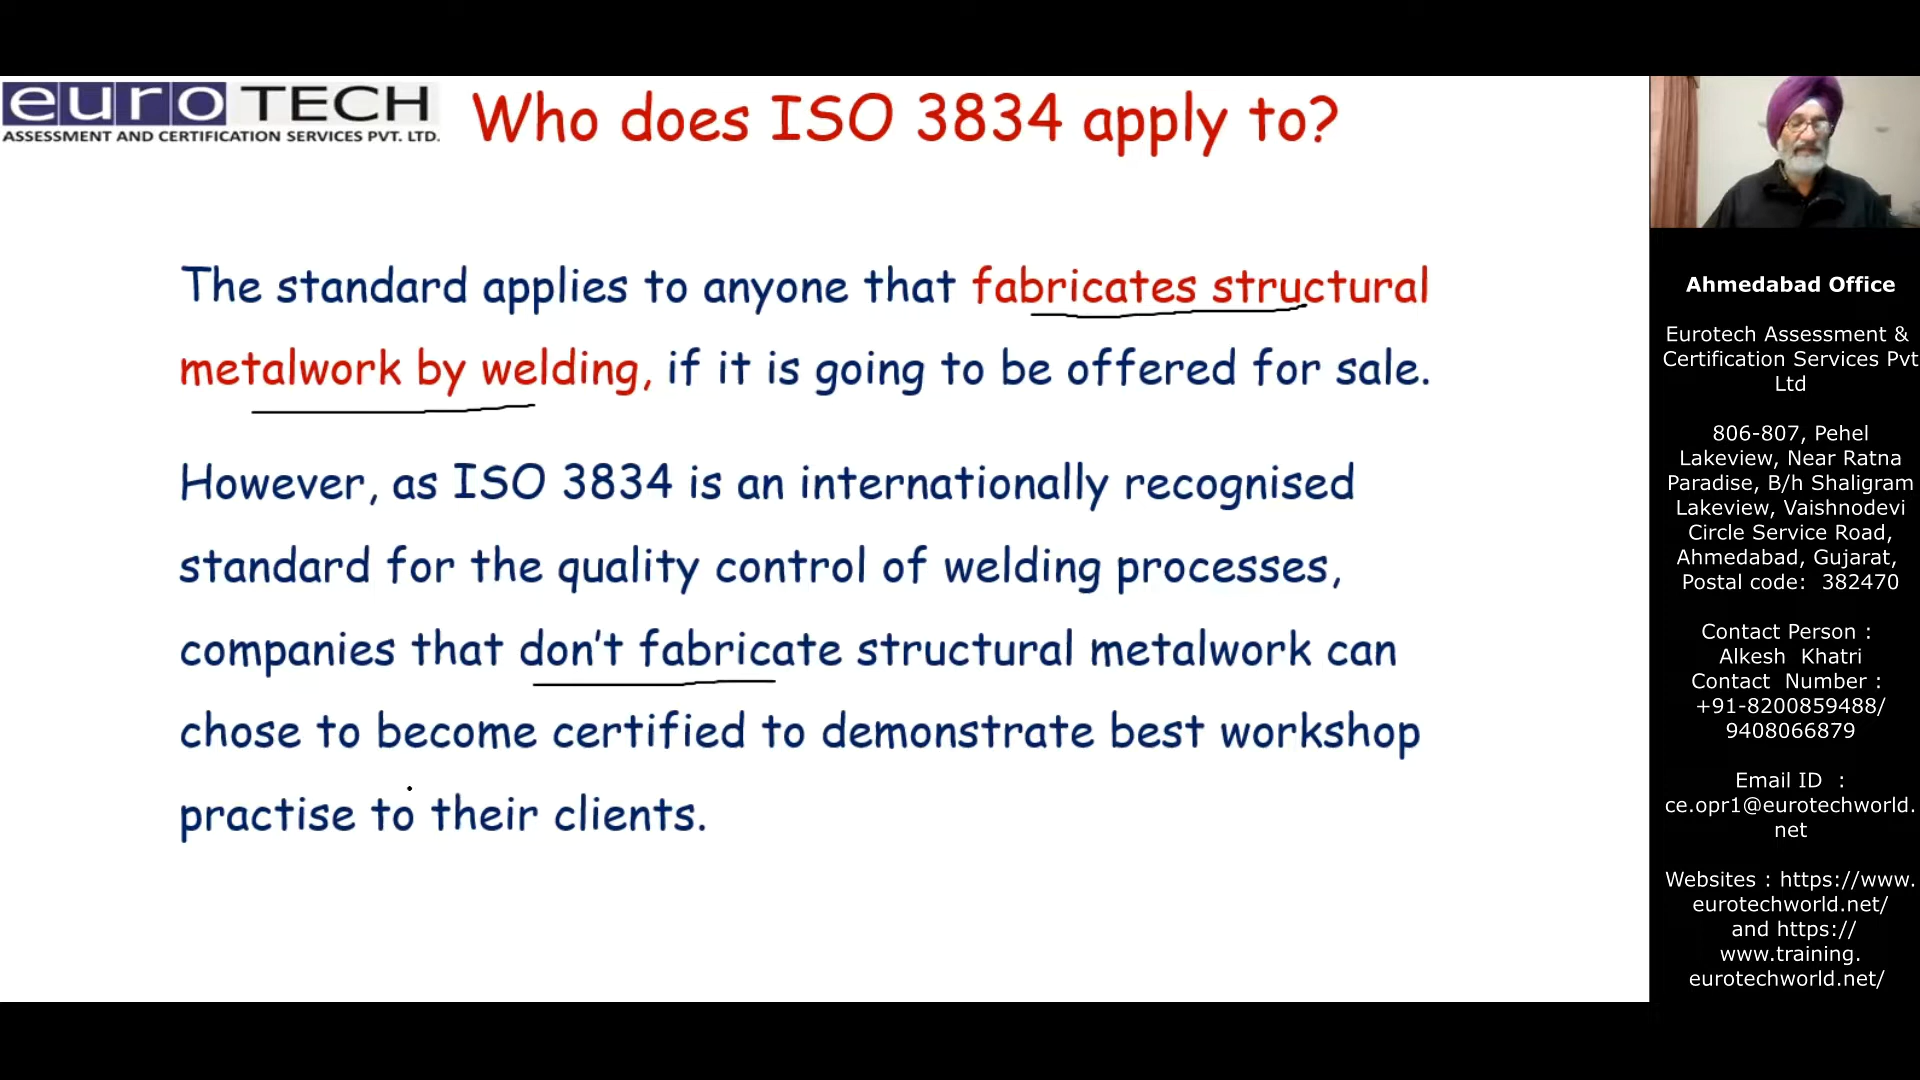 euro TECH
ASSESSMENT AND CERTIFICATION SERVICES PVT. LTD.
Who does ISO 3834 apply to?
The standard applies to anyone that fabricates structural
metalwork by welding, if it is going to be offered for sale.
However, as ISO 3834 is an internationally recognised
standard for the quality control of welding processes,
companies that don't fabricate structural metalwork can
chose to become certified to demonstrate best workshop
practise to their clients.
Ahmedabad Office
Eurotech Assessment &
Certification Services Pvt
Ltd
806-807, Pehel
Lakeview, Near Ratna
Paradise, B/h Shaligram
Lakeview, Vaishnodevi
Circle Service Road,
Ahmedabad, Gujarat,
Postal code: 382470
Contact Person :
Alkesh Khatri
Contact Number :
+91-8200859488/
9408066879
Email ID :
ce.opr1@eurotechworld.
net
Websites : https://www.
eurotechworld.net/
and https://
www.training.
eurotechworld.net/